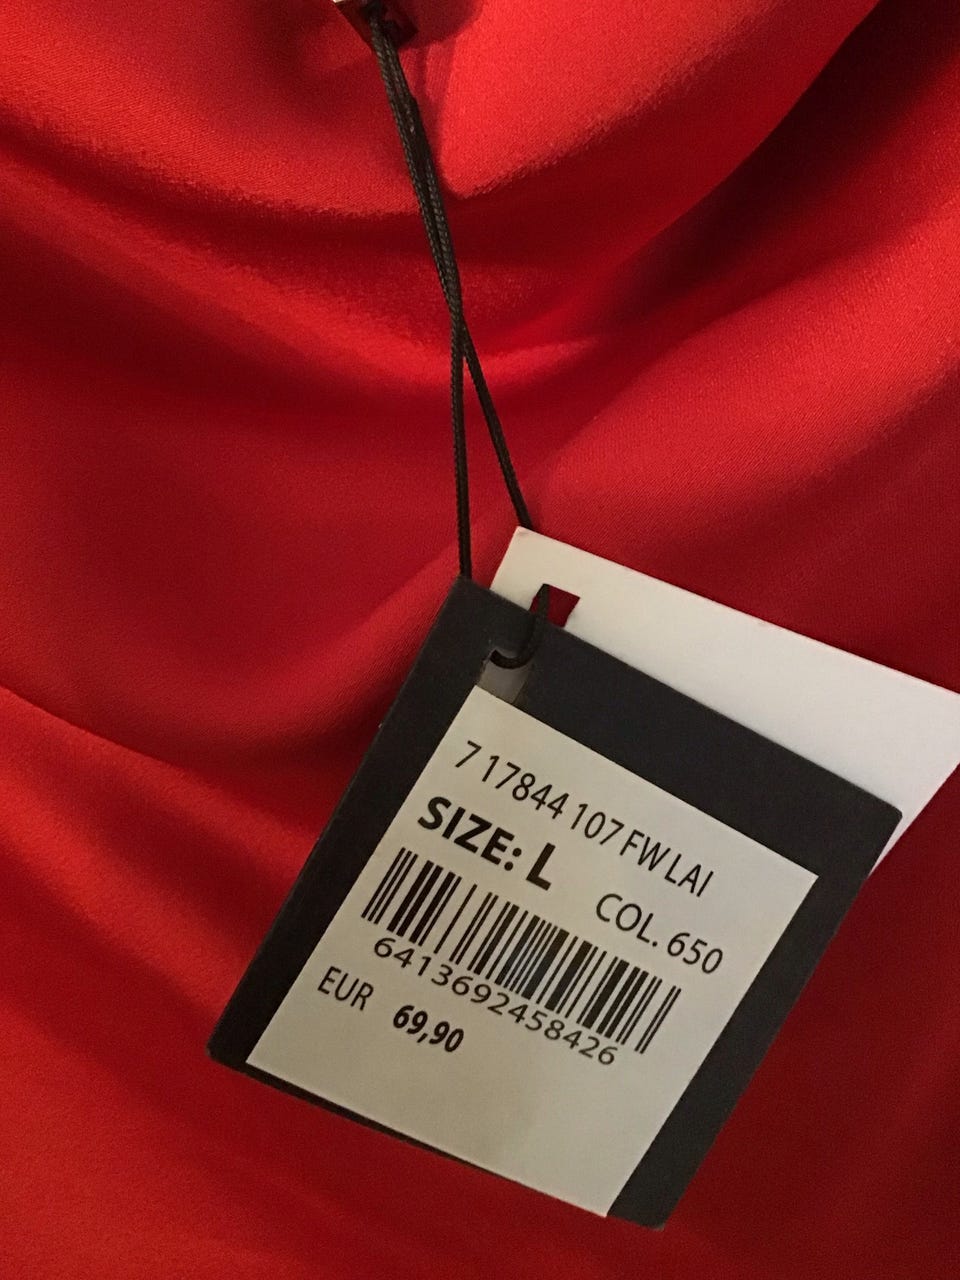 7 17844 107 FW LAI
SIZE: L
COL. 650
6413692458426
EUR 69,90